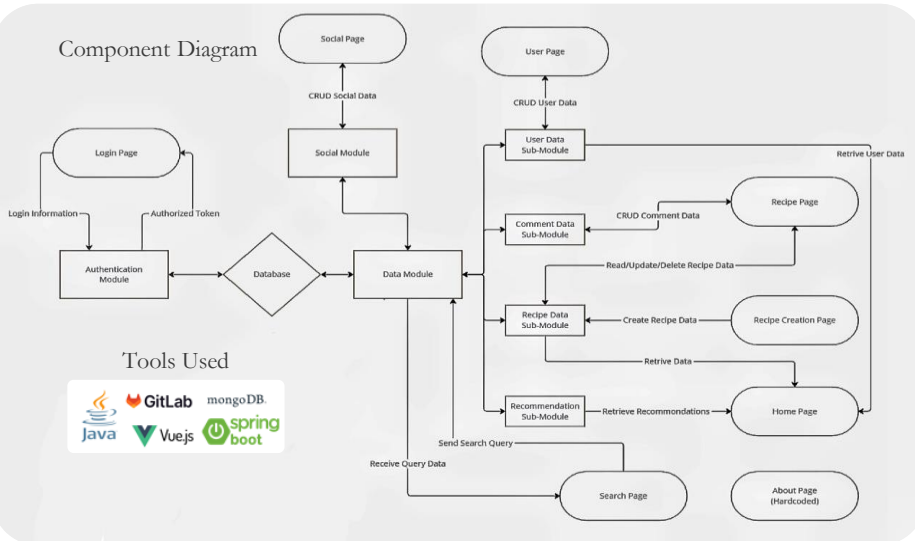 Component Diagram
Social Page
User Page
CRUD Social Data
CRUD User Data
Login Page
Social Module
User Data
Sub-Module
Retrive User Data
Login Information
Authorized Token
Comment Data
Sub-Module
CRUD Comment Data
Recipe Page
Authentication
Module
Database
Data Module
Read/Update/Delete Recipe Data
Recipe Data
Sub-Module
Create Recipe Data
Recipe Creation Page
Retrive Data
Recommendation
Sub-Module
Retrieve Recommondations
Home Page
Send Search Query
Receive Query Data
Search Page
About Page
(Hardcoded)
Tools Used
Java
GitLab
mongoDB.
Vue.js
spring
boot